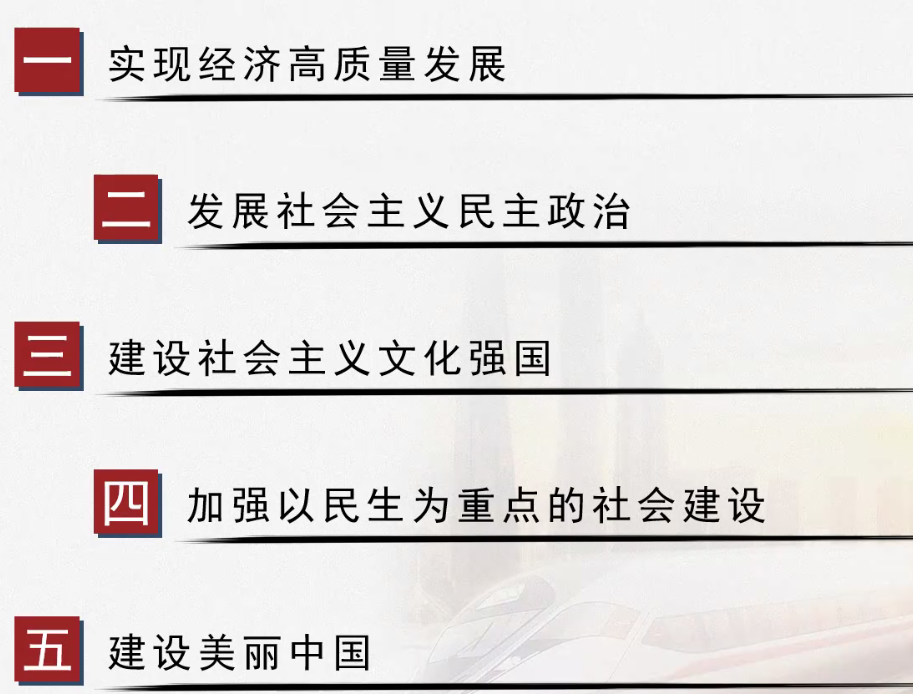 一 实现经济高质量发展
二 发展社会主义民主政治
三 建设社会主义文化强国
四 加强以民生为重点的社会建设
五 建设美丽中国